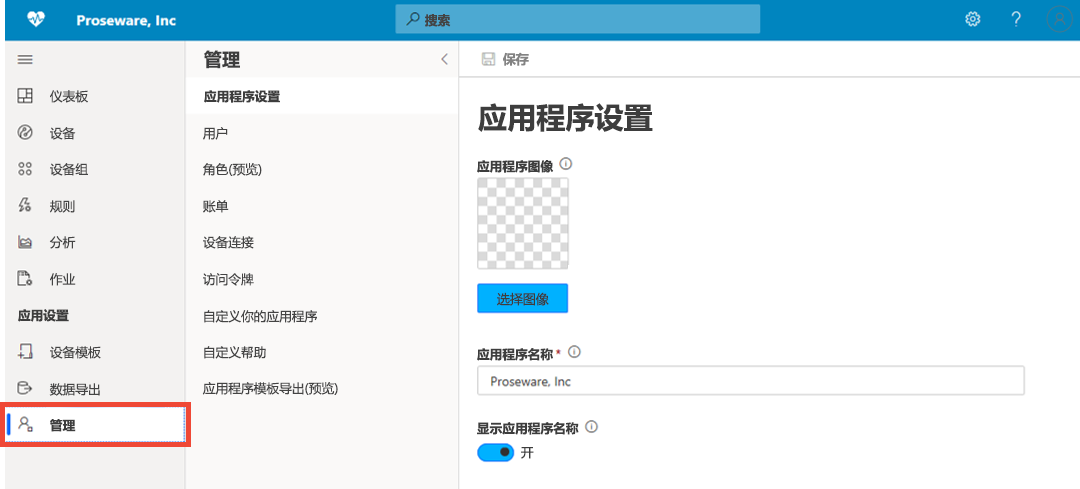 Proseware, Inc
搜索
仪表板
设备
设备组
规则
分析
作业
应用设置
设备模板
数据导出
管理
管理
应用程序设置
用户
角色(预览)
账单
设备连接
访问令牌
自定义你的应用程序
自定义帮助
应用程序模板导出(预览)
保存
应用程序设置
应用程序图像
选择图像
应用程序名称*
Proseware, Inc
显示应用程序名称
开